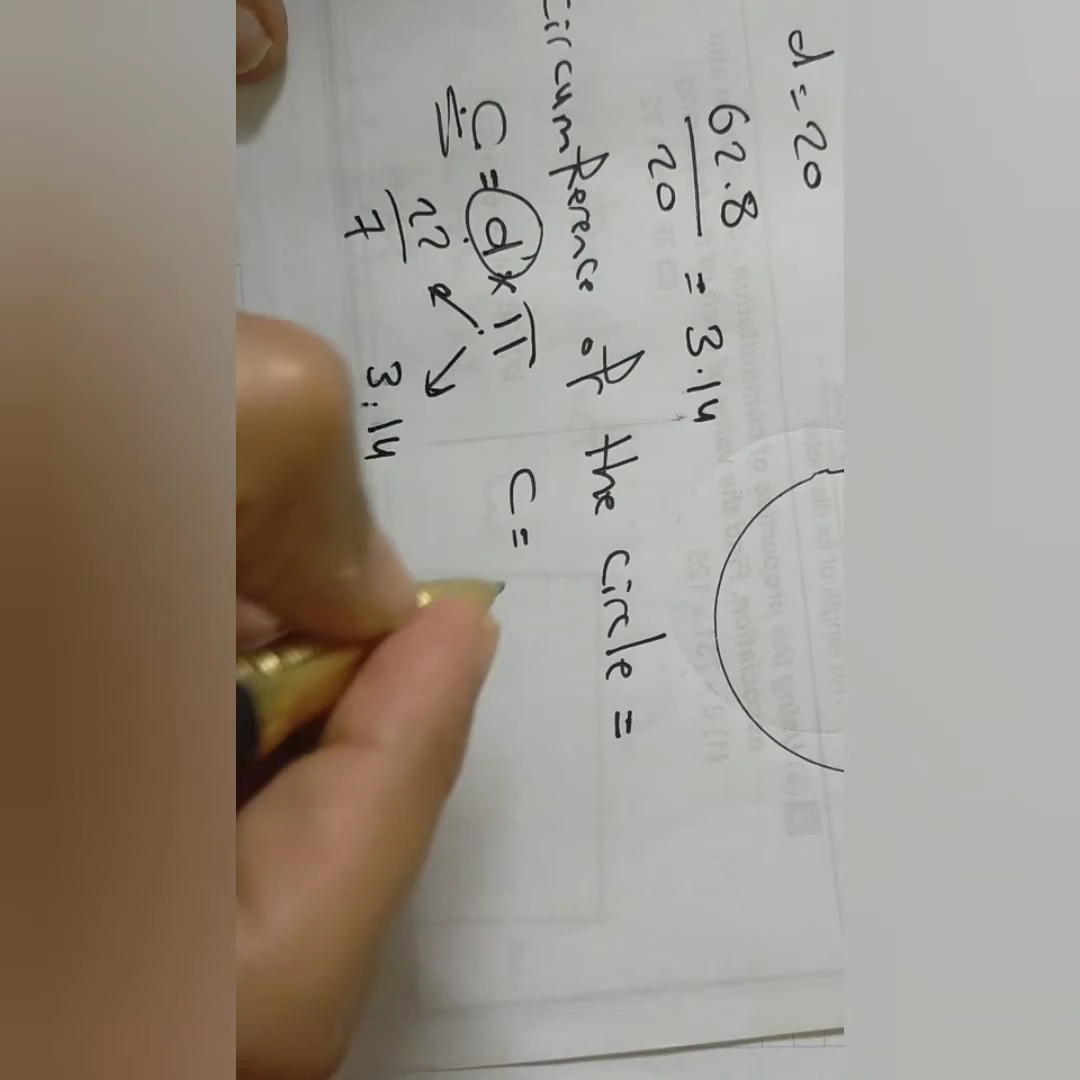 d = 20
62.8
20
= 3.14
Circumference of the circle =
C = d × π
C =
22
7
3.14